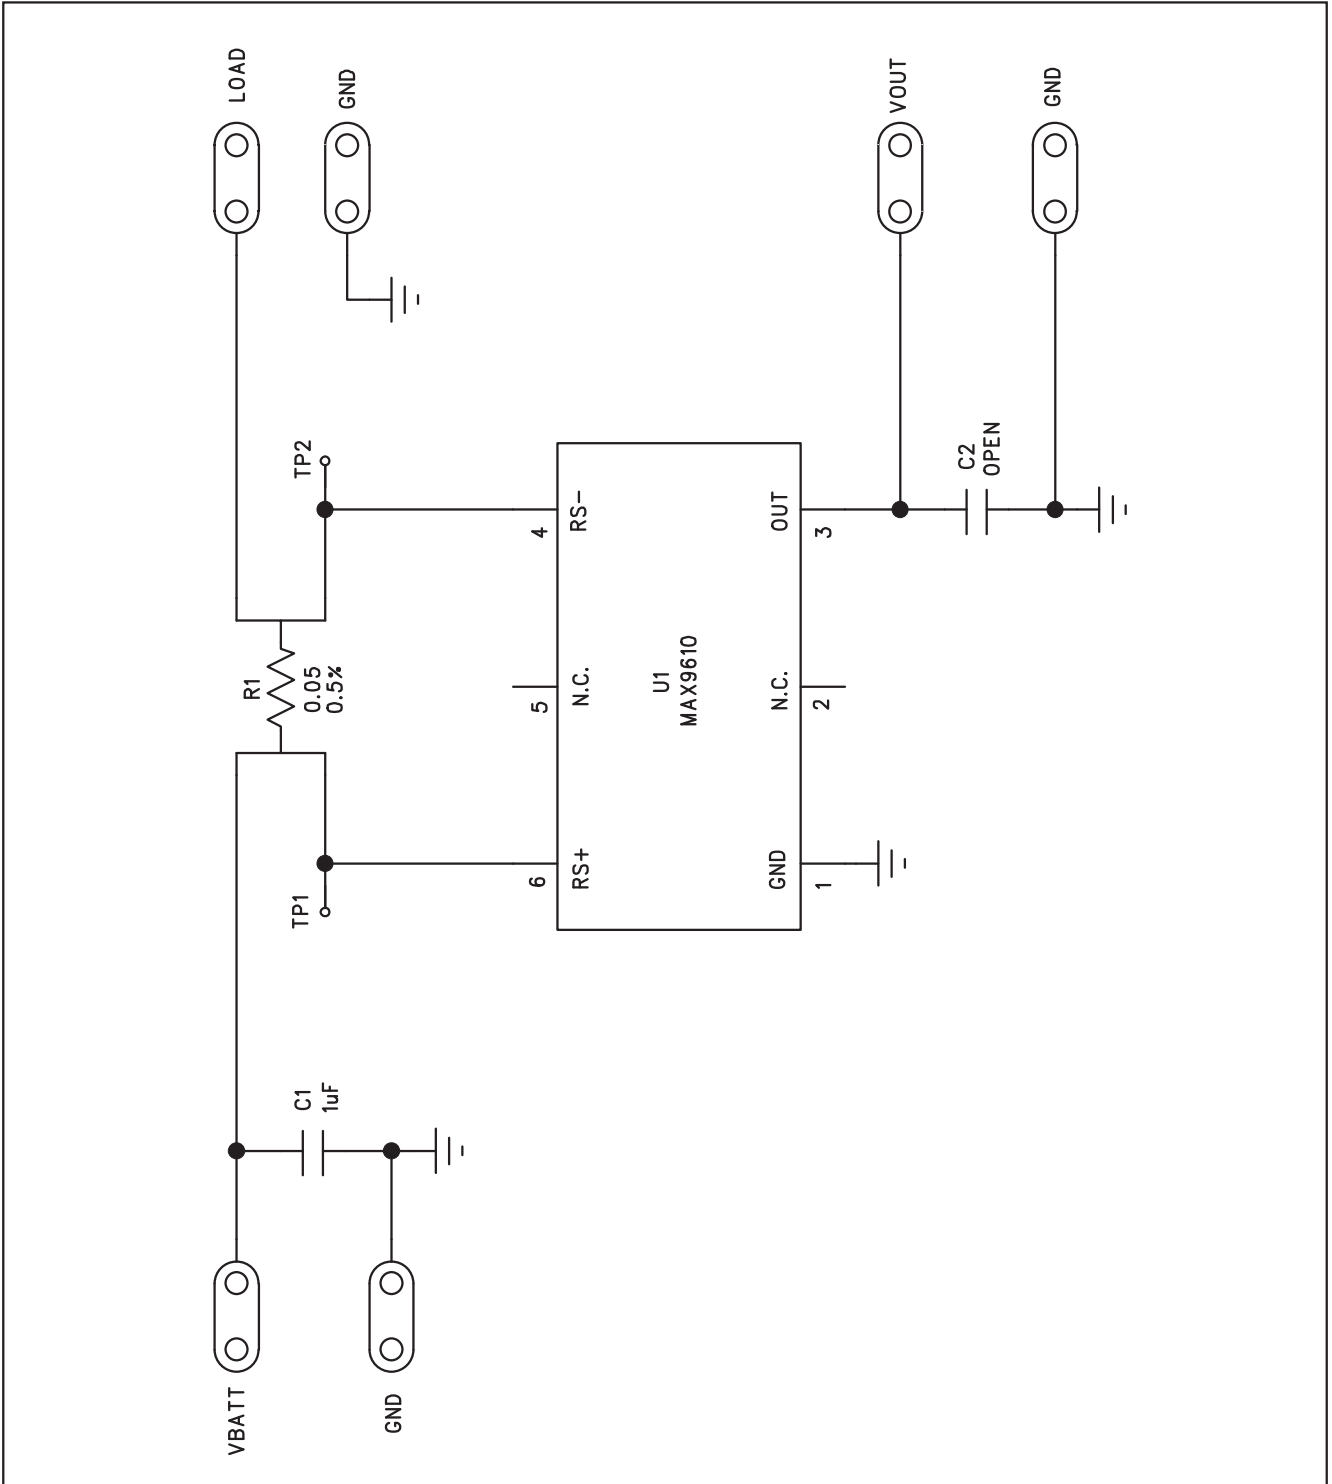 VBATT
GND
C1
1uF
TP1
R1
0.05
0.5%
TP2
LOAD
GND
6
RS+
5
N.C.
4
RS-
U1
MAX9610
GND
1
N.C.
2
OUT
3
C2
OPEN
VOUT
GND